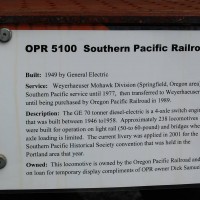 OPR 5100 Southern Pacific Railro
Built: 1949 by General Electric
Service: Weyerhaeuser Mohawk Division (Springfield, Oregon area
Southern Pacific service until 1977, then transferred to Weyerhaeuser
until being purchased by Oregon Pacific Railroad in 1989.
Description: The GE 70 tonner diesel-electric is a 4-axle switch engin
that was built between 1946 to1958. Approximately 238 locomotives
were built for operation on light rail (50-to 60-pound) and bridges whe
axle loading is limited. The current livery was applied in 2001 for the
Southern Pacific Historical Society convention that was held in the
Portland area that year.
Owned: This locomotive is owned by the Oregon Pacific Railroad and
on loan for temporary display compliments of OPR owner Dick Samue